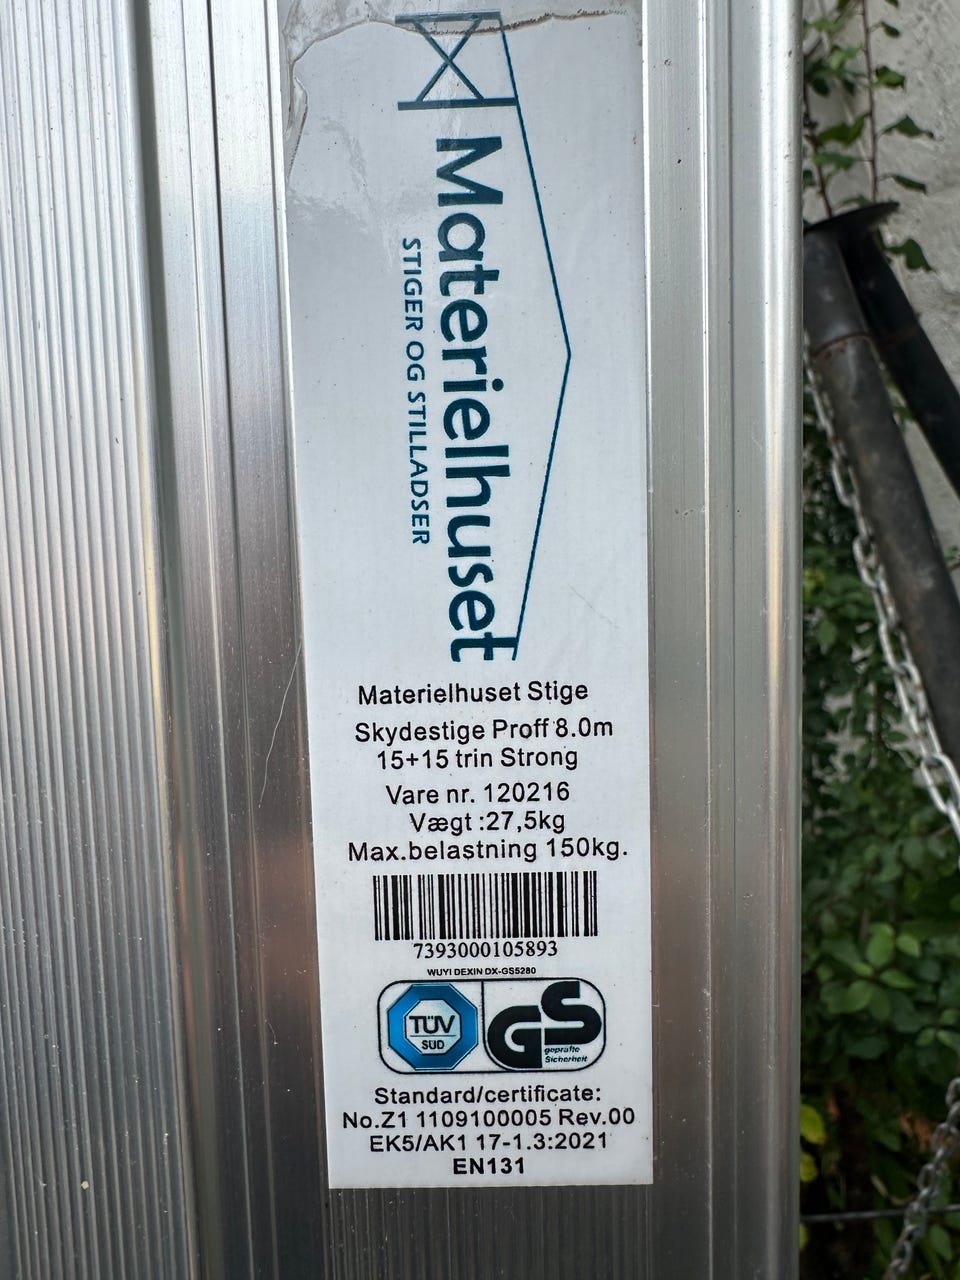 Materielhuset
STIGER OG STILLADSER
Materielhuset Stige
Skydestige Proff 8.0m
15+15 trin Strong
Vare nr. 120216
Vægt :27,5kg
Max.belastning 150kg.
7393000105893
WUYI DEXIN DX-GS5280
TÜV
SÜD
GS
geprüfte
Sicherheit
Standard/certificate:
No.Z1 1109100005 Rev.00
EK5/AK1 17-1.3:2021
EN131